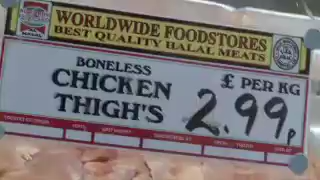 WORLDWIDE FOODSTORES
BEST QUALITY HALAL MEATS
BONELESS
CHICKEN
THIGH'S
£ PER KG
2.99p